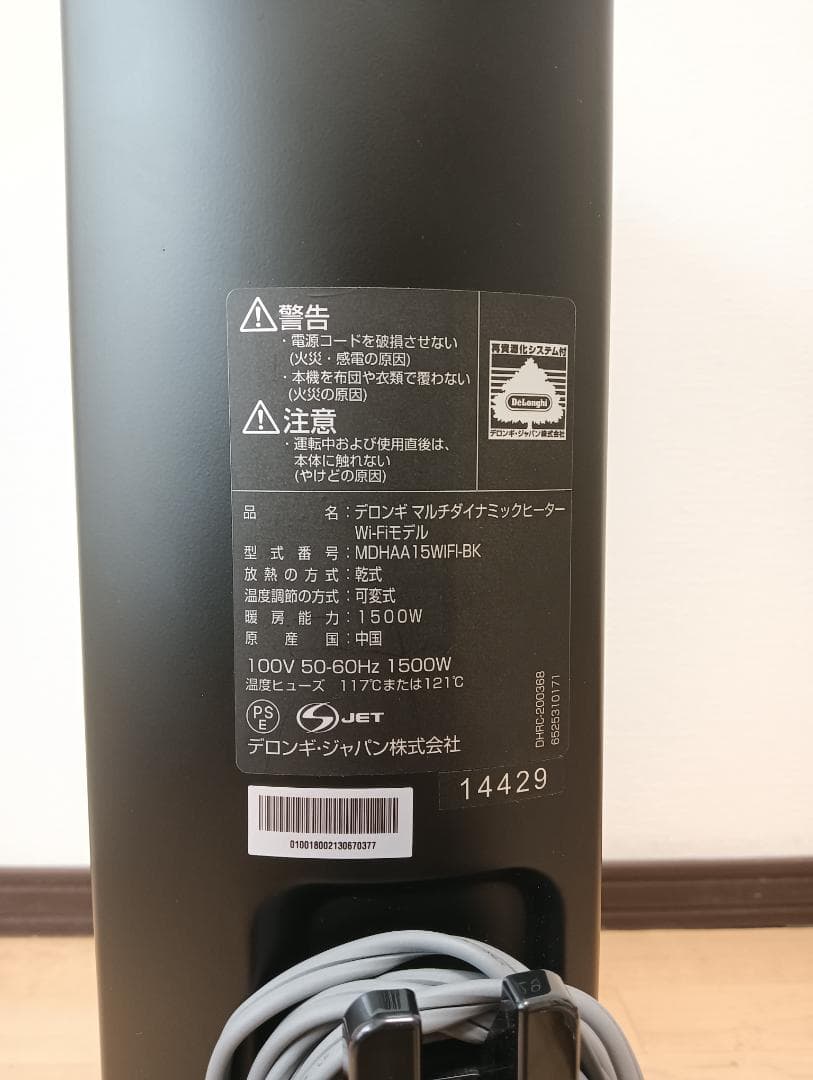 警告
・電源コードを破損させない
(火災・感電の原因)
・本機を布団や衣類で覆わない
(火災の原因)
注意
・運転中および使用直後は、
本体に触れない
(やけどの原因)
再資源化システム付
DeLonghi
デロンギ・ジャパン株式会社
品名：デロンギ マルチダイナミックヒーター
Wi-Fiモデル
型式番号：MDHAA15WIFI-BK
放熱の方式：乾式
温度調節の方式：可変式
暖房能力：1500W
原産国：中国
100V 50-60Hz 1500W
温度ヒューズ 117℃または121℃
PS
E
S JET
デロンギ・ジャパン株式会社
DHRC-200368
6525310171
14429
010018002130670377